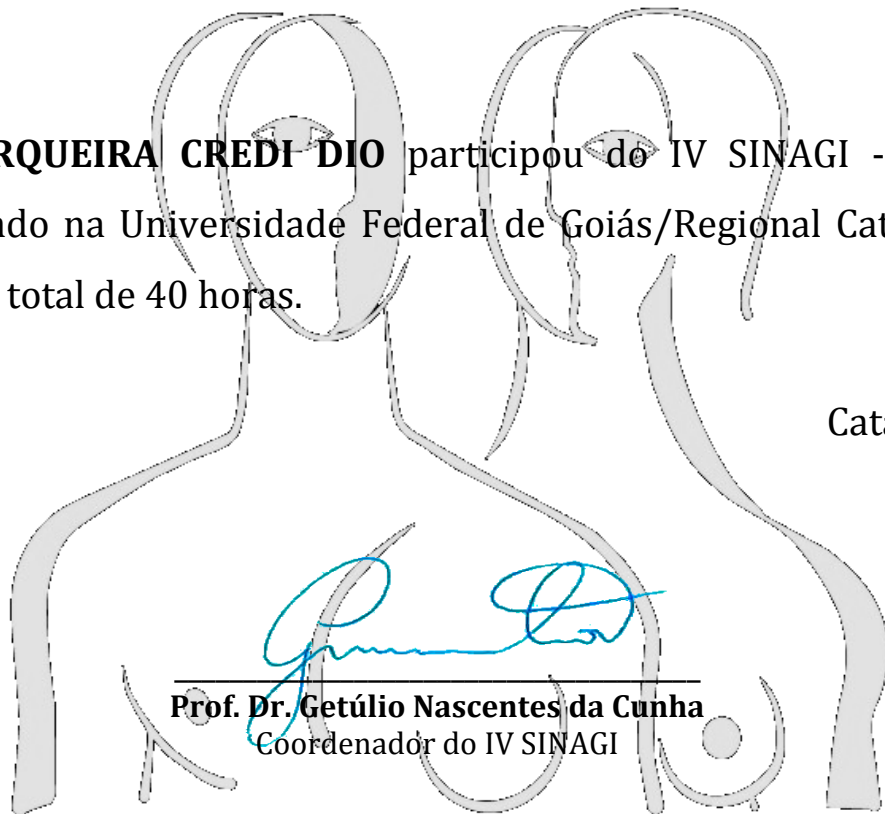 RQUEIRA CREDI DIO participou do IV SINAGI -
ndo na Universidade Federal de Goiás/Regional Cat
total de 40 horas.
Cat
Prof. Dr. Getúlio Nascentes da Cunha
Coordenador do IV SINAGI